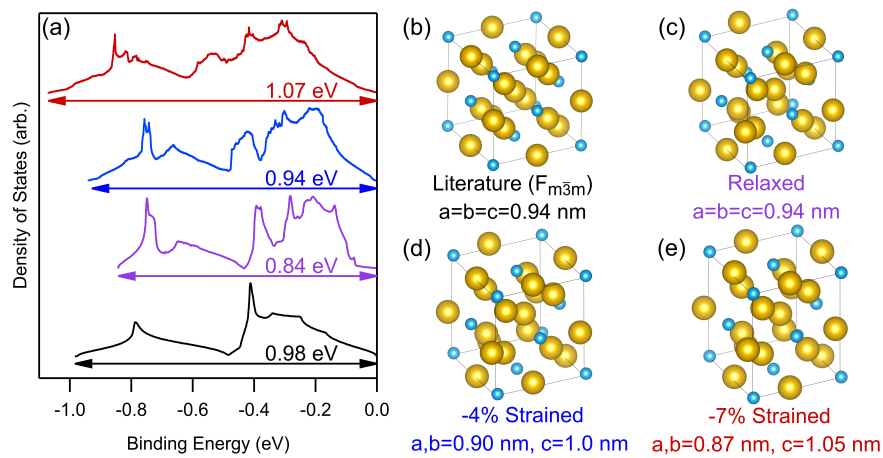 (a)
1.07 eV
0.94 eV
0.84 eV
0.98 eV
Density of States (arb.)
-1.0 -0.8 -0.6 -0.4 -0.2 0.0
Binding Energy (eV)
(b)
Literature (Fm3̅m)
a=b=c=0.94 nm
(c)
Relaxed
a=b=c=0.94 nm
(d)
-4% Strained
a,b=0.90 nm, c=1.0 nm
(e)
-7% Strained
a,b=0.87 nm, c=1.05 nm